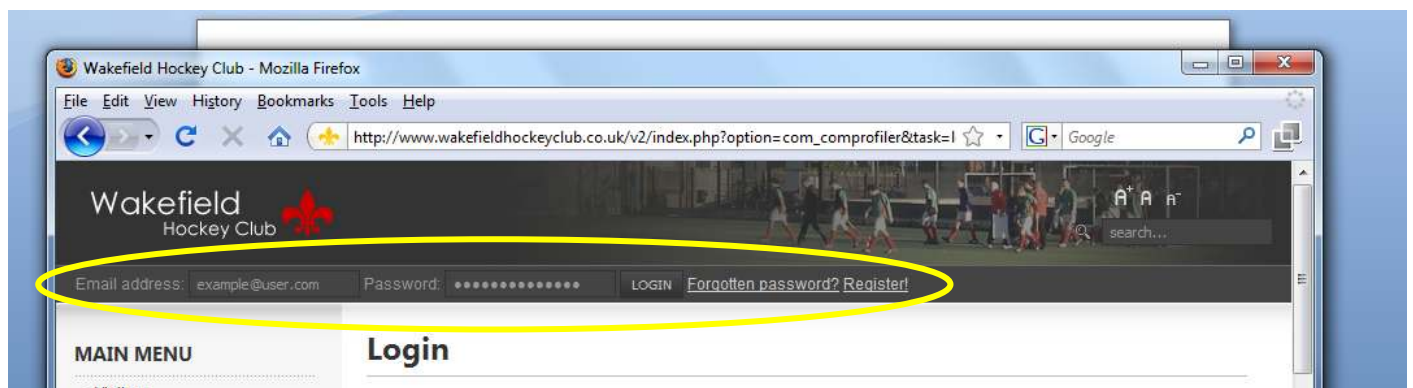 Wakefield Hockey Club - Mozilla Firefox
File Edit View History Bookmarks Tools Help
http://www.wakefieldhockeyclub.co.uk/v2/index.php?option=com_comprofiler&task=l
G Google
Wakefield
Hockey Club
A+ A A-
search...
Email address: example@user.com Password: •••••••••••••• LOGIN Forgotten password? Register!
MAIN MENU
Login